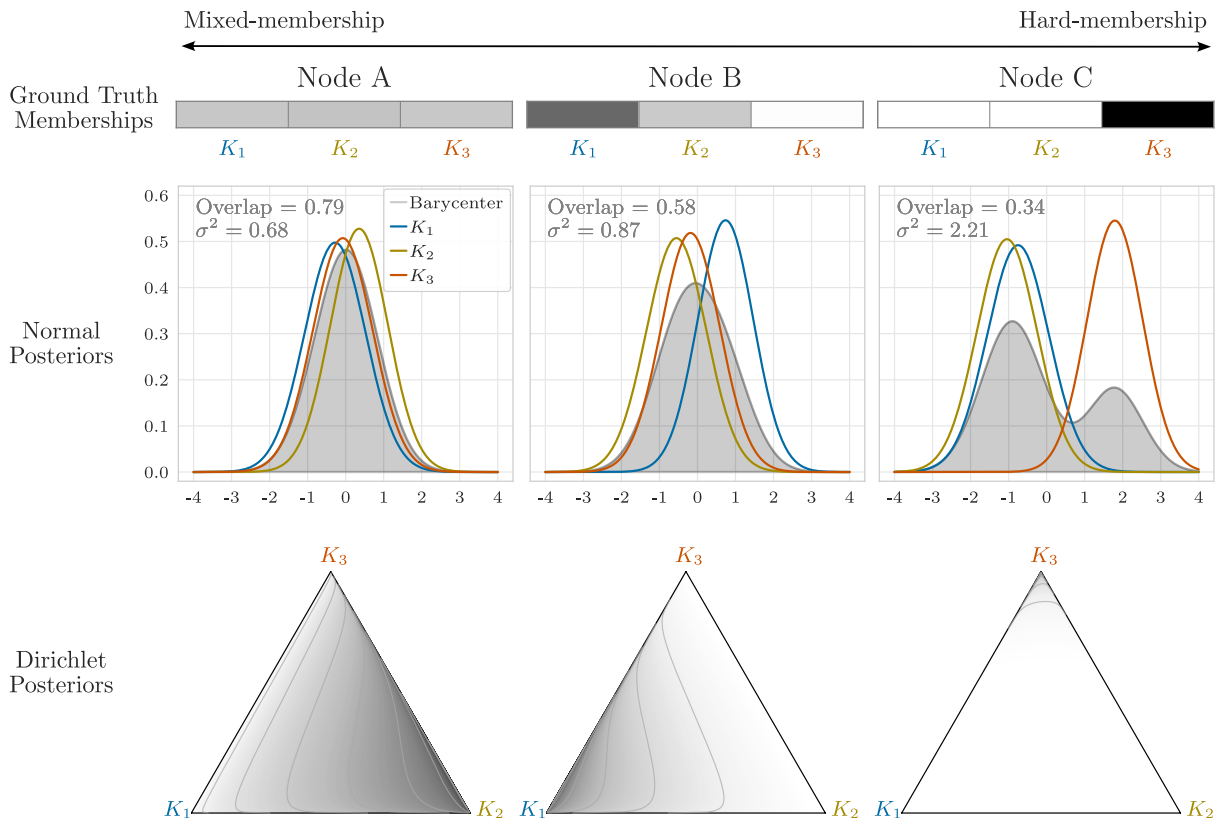 Mixed-membership Hard-membership
Node A Node B Node C
Ground Truth
Memberships
K₁ K₂ K₃ K₁ K₂ K₃ K₁ K₂ K₃
Normal
Posteriors
0.6
0.5
0.4
0.3
0.2
0.1
0.0
Overlap = 0.79
σ² = 0.68
Barycenter
K₁
K₂
K₃
-4 -3 -2 -1 0 1 2 3 4
Overlap = 0.58
σ² = 0.87
-4 -3 -2 -1 0 1 2 3 4
Overlap = 0.34
σ² = 2.21
-4 -3 -2 -1 0 1 2 3 4
Dirichlet
Posteriors
K₃
K₁ K₂
K₃
K₁ K₂
K₃
K₁ K₂